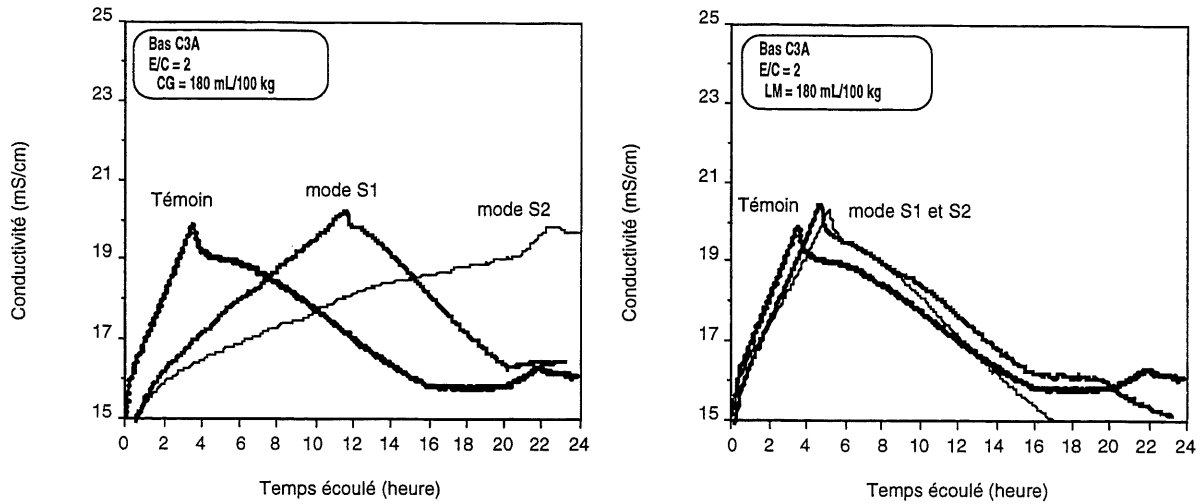 Bas C3A
E/C = 2
CG = 180 mL/100 kg
Témoin
mode S1
mode S2
Conductivité (mS/cm)
25
23
21
19
17
15
0 2 4 6 8 10 12 14 16 18 20 22 24
Temps écoulé (heure)
Bas C3A
E/C = 2
LM = 180 mL/100 kg
Témoin
mode S1 et S2
Conductivité (mS/cm)
25
23
21
19
17
15
0 2 4 6 8 10 12 14 16 18 20 22 24
Temps écoulé (heure)